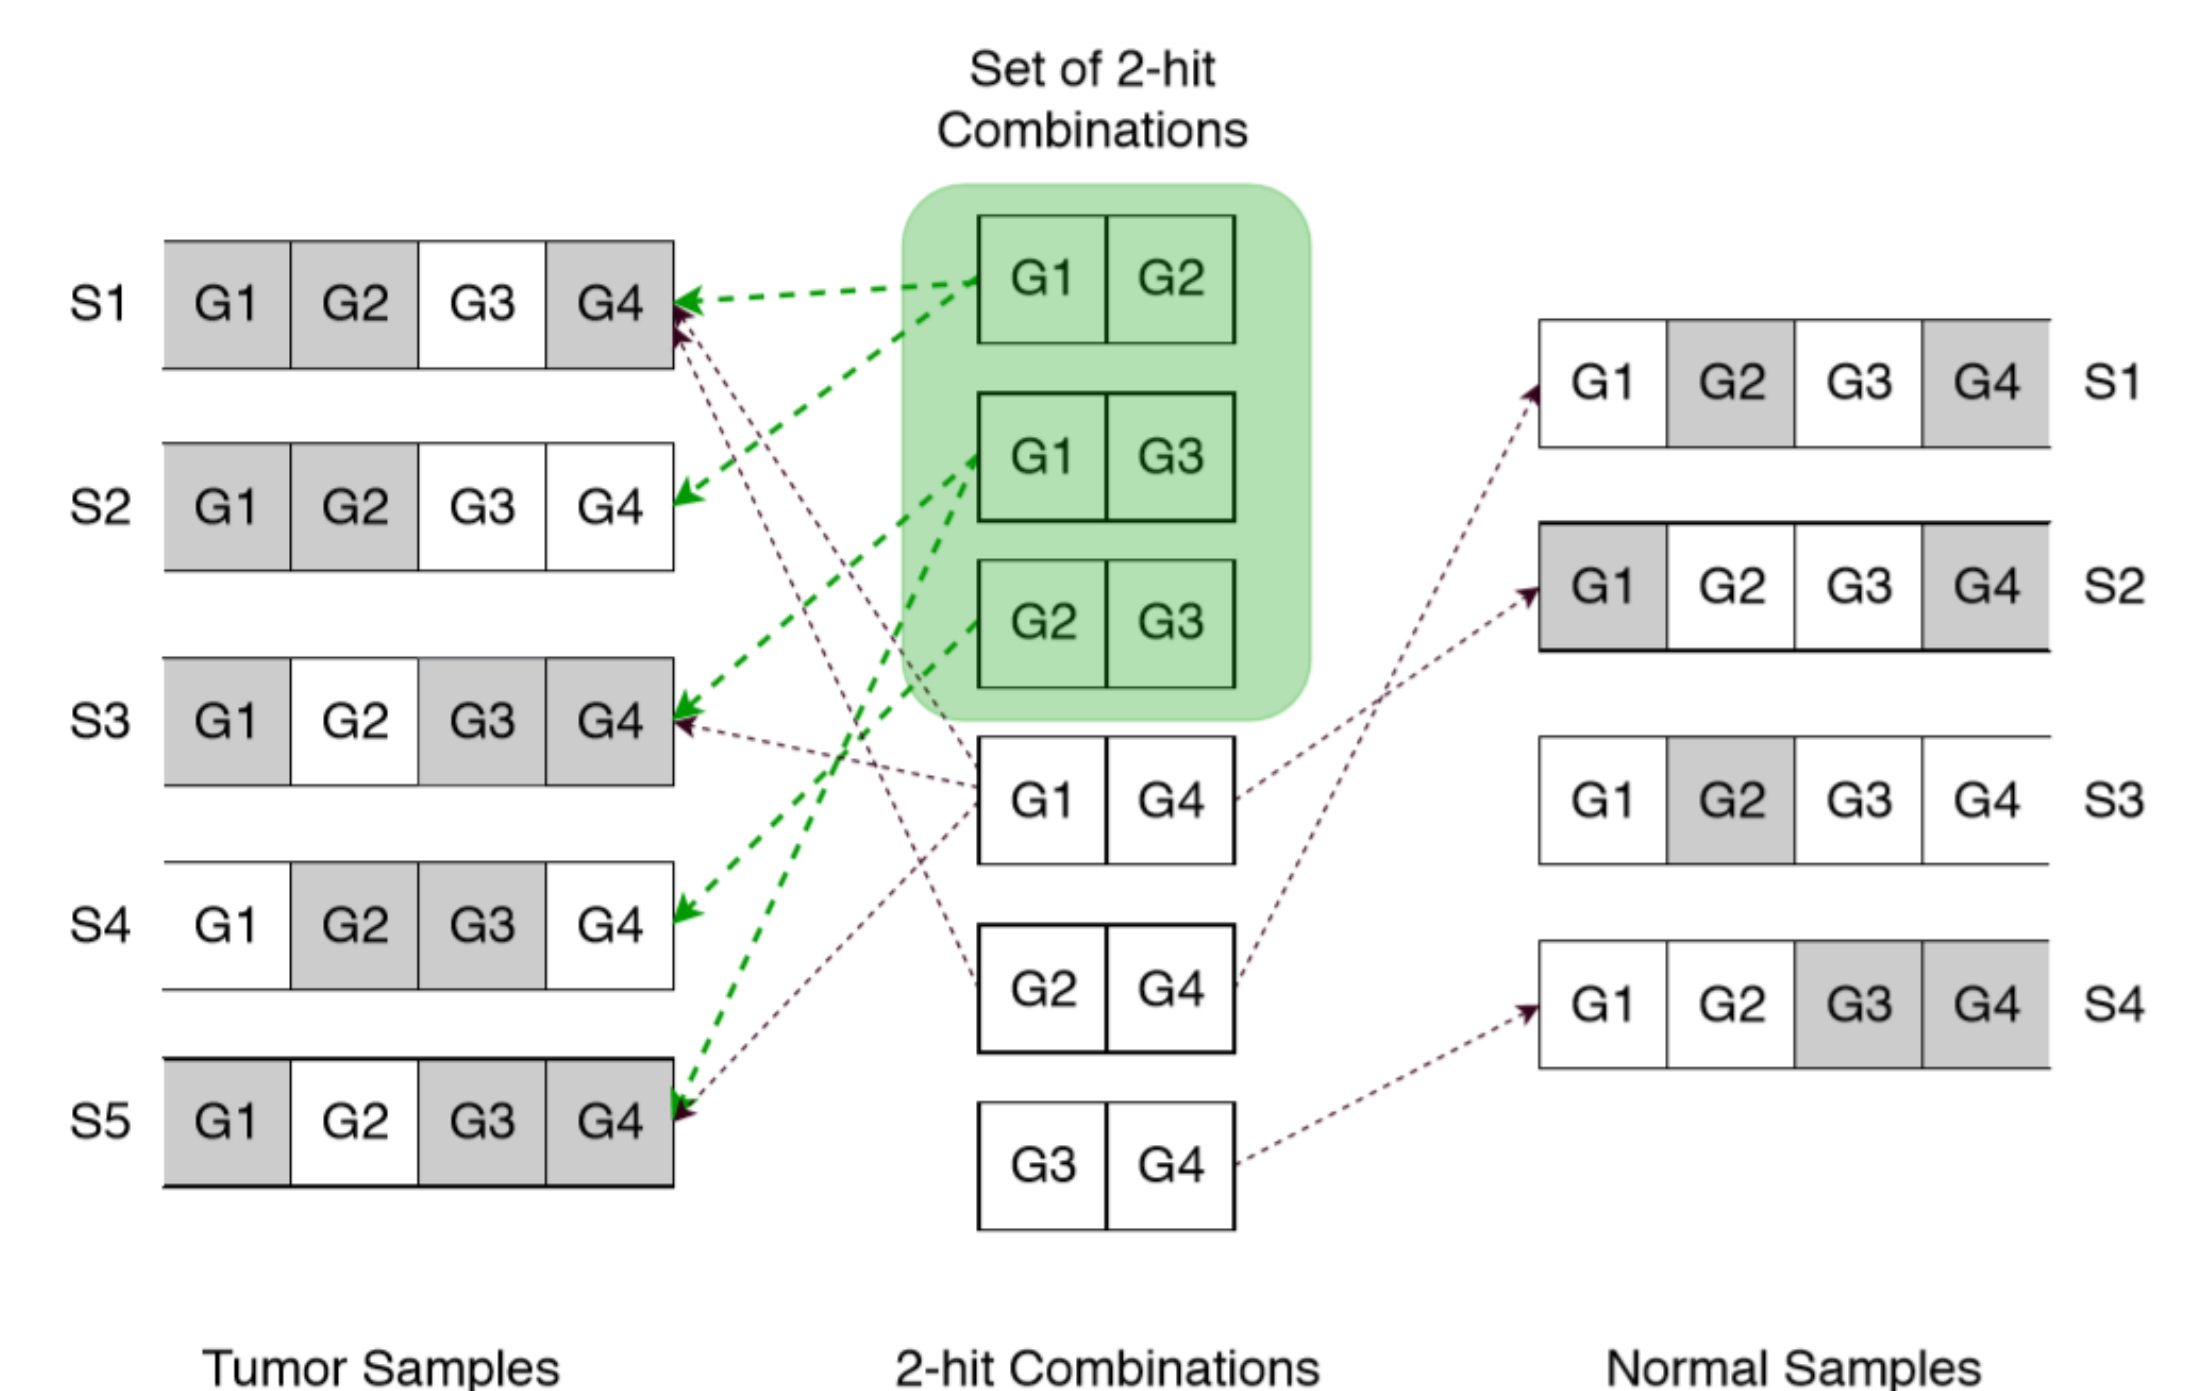 Set of 2-hit
Combinations
S1 G1 G2 G3 G4
S2 G1 G2 G3 G4
S3 G1 G2 G3 G4
S4 G1 G2 G3 G4
S5 G1 G2 G3 G4
G1 G2
G1 G3
G2 G3
G1 G4
G2 G4
G3 G4
G1 G2 G3 G4 S1
G1 G2 G3 G4 S2
G1 G2 G3 G4 S3
G1 G2 G3 G4 S4
Tumor Samples
2-hit Combinations
Normal Samples